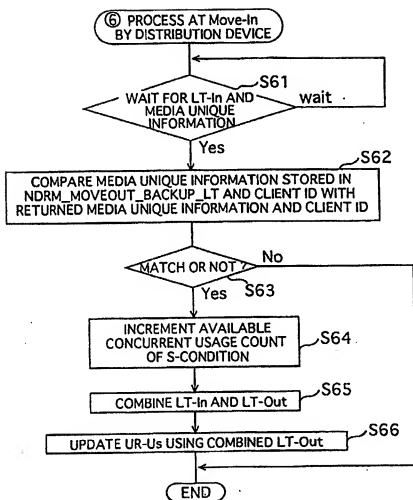 ⑥ PROCESS AT Move-In
BY DISTRIBUTION DEVICE
S61
WAIT FOR LT-In AND
MEDIA UNIQUE
INFORMATION
wait
Yes
S62
COMPARE MEDIA UNIQUE INFORMATION STORED IN
NDRM_MOVEOUT_BACKUP_LT AND CLIENT ID WITH
RETURNED MEDIA UNIQUE INFORMATION AND CLIENT ID
No
MATCH OR NOT ?
S63
Yes
INCREMENT AVAILABLE
CONCURRENT USAGE COUNT
OF S-CONDITION
S64
S65
COMBINE LT-In AND LT-Out
S66
UPDATE UR-Us USING COMBINED LT-Out
END